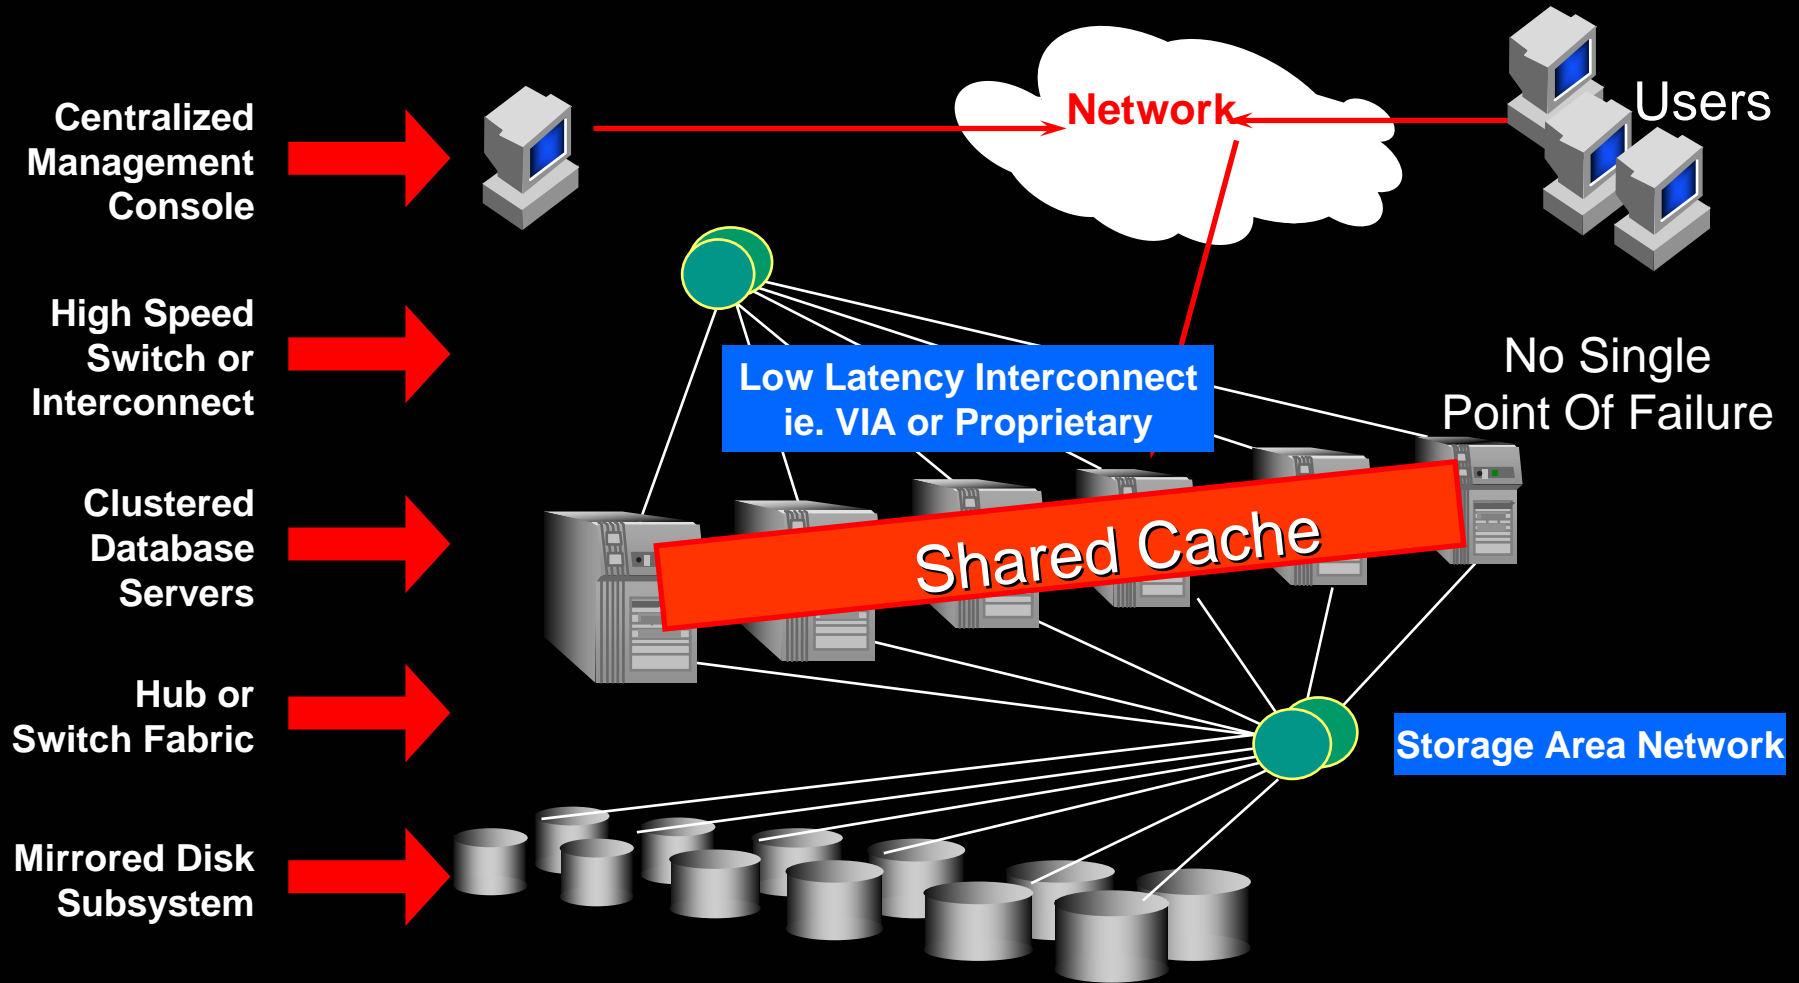 Centralized
Management
Console
Network
Users
High Speed
Switch or
Interconnect
Low Latency Interconnect
ie. VIA or Proprietary
No Single
Point Of Failure
Clustered
Database
Servers
Shared Cache
Hub or
Switch Fabric
Storage Area Network
Mirrored Disk
Subsystem